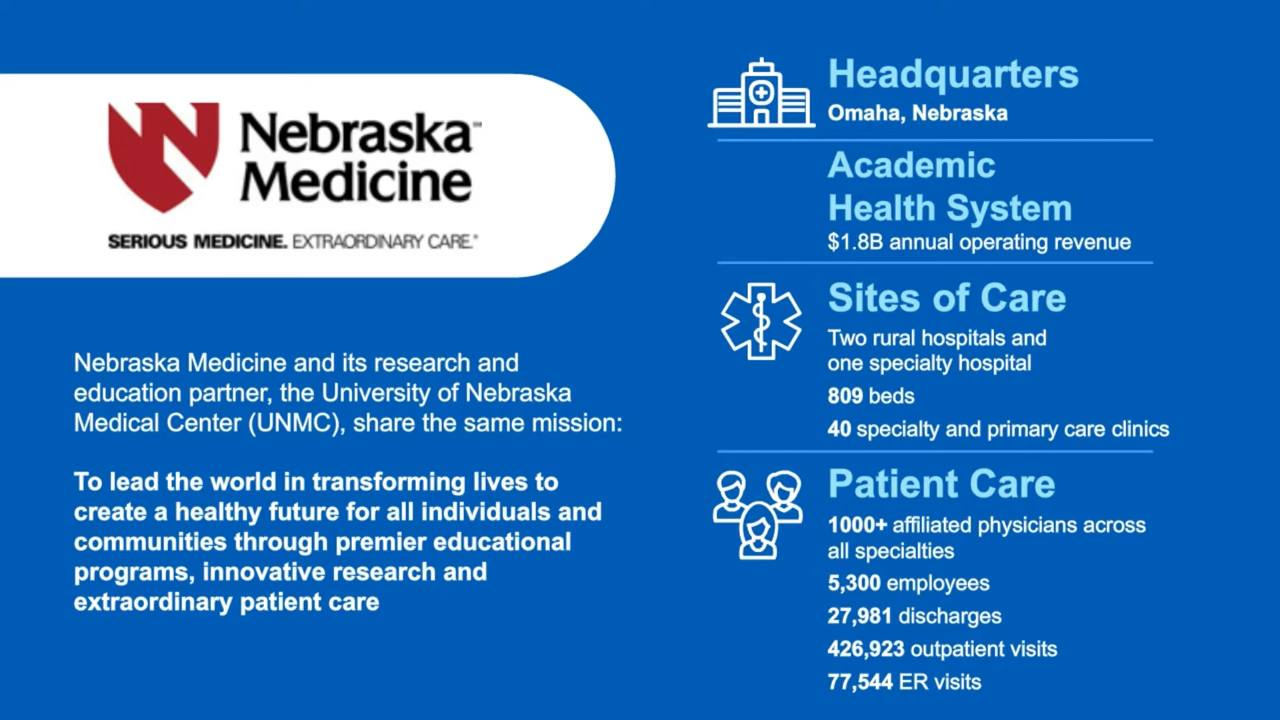 Nebraska™
Medicine
SERIOUS MEDICINE. EXTRAORDINARY CARE.®
Nebraska Medicine and its research and
education partner, the University of Nebraska
Medical Center (UNMC), share the same mission:
To lead the world in transforming lives to
create a healthy future for all individuals and
communities through premier educational
programs, innovative research and
extraordinary patient care
Headquarters
Omaha, Nebraska
Academic
Health System
$1.8B annual operating revenue
Sites of Care
Two rural hospitals and
one specialty hospital
809 beds
40 specialty and primary care clinics
Patient Care
1000+ affiliated physicians across
all specialties
5,300 employees
27,981 discharges
426,923 outpatient visits
77,544 ER visits